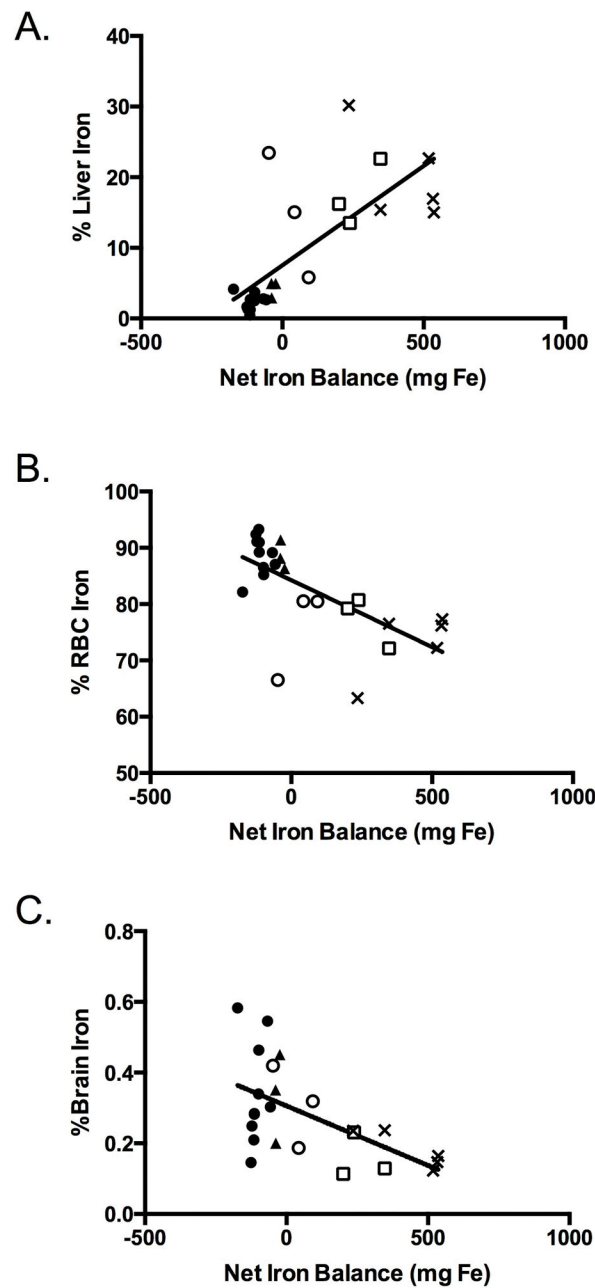 A.
40
30
20
10
0
% Liver Iron
-500 0 500 1000
Net Iron Balance (mg Fe)
B.
100
90
80
70
60
50
% RBC Iron
-500 0 500 1000
Net Iron Balance (mg Fe)
C.
0.8
0.6
0.4
0.2
0.0
%Brain Iron
-500 0 500 1000
Net Iron Balance (mg Fe)